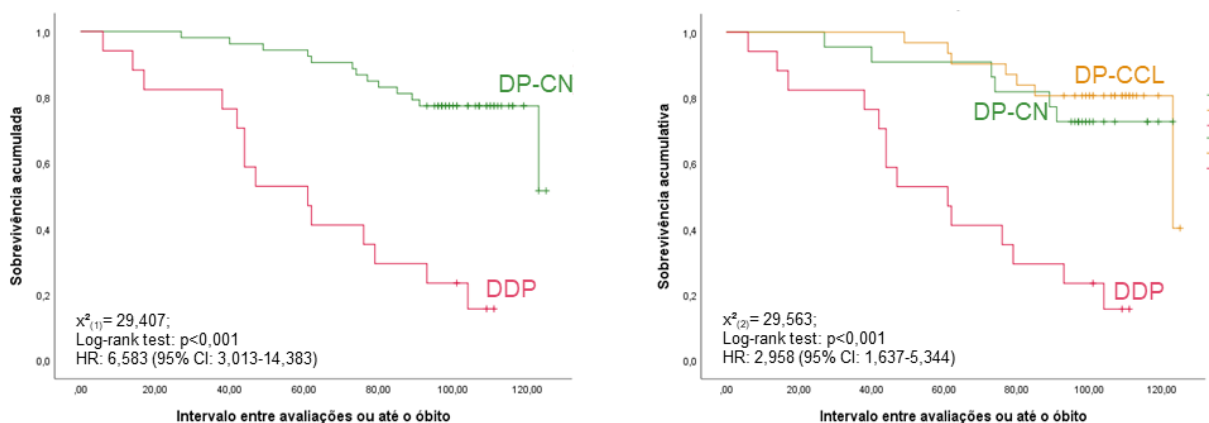 Sobrevivência acumulada
1,0
0,8
0,6
0,4
0,2
0,0
DP-CN
DDP
x²(1)= 29,407;
Log-rank test: p<0,001
HR: 6,583 (95% CI: 3,013-14,383)
,00 20,00 40,00 60,00 80,00 100,00 120,00
Intervalo entre avaliações ou até o óbito
Sobrevivência acumulativa
1,0
0,8
0,6
0,4
0,2
0,0
DP-CCL
DP-CN
DDP
x²(2)= 29,563;
Log-rank test: p<0,001
HR: 2,958 (95% CI: 1,637-5,344)
,00 20,00 40,00 60,00 80,00 100,00 120,00
Intervalo entre avaliações ou até o óbito